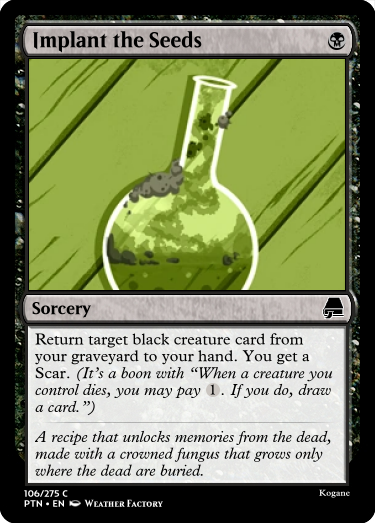 Implant the Seeds
Sorcery
Return target black creature card from
your graveyard to your hand. You get a
Scar. (It's a boon with “When a creature you
control dies, you may pay 1. If you do, draw
a card.”)
A recipe that unlocks memories from the dead,
made with a crowned fungus that grows only
where the dead are buried.
106/275 C
Kogane
PTN • EN Weather Factory